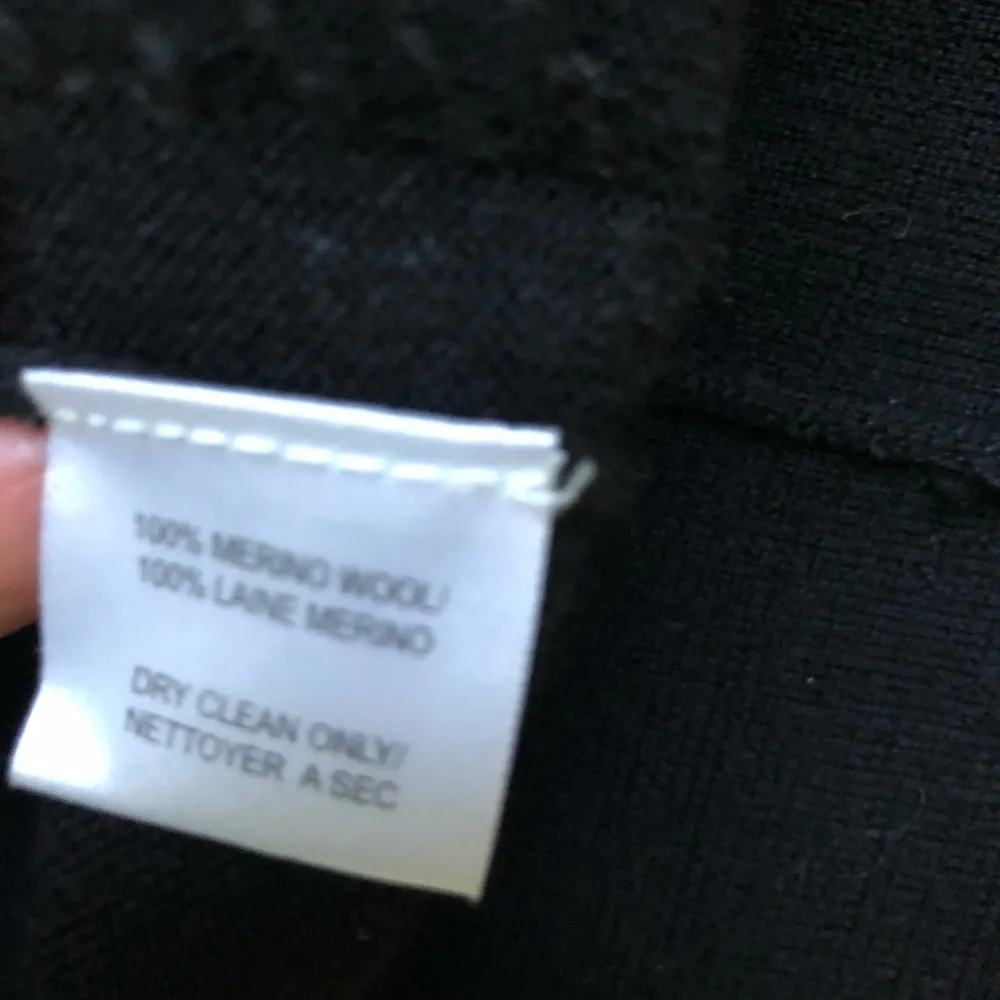 100% MERINO WOOL/
100% LAINE MERINO
DRY CLEAN ONLY/
NETTOYER A SEC